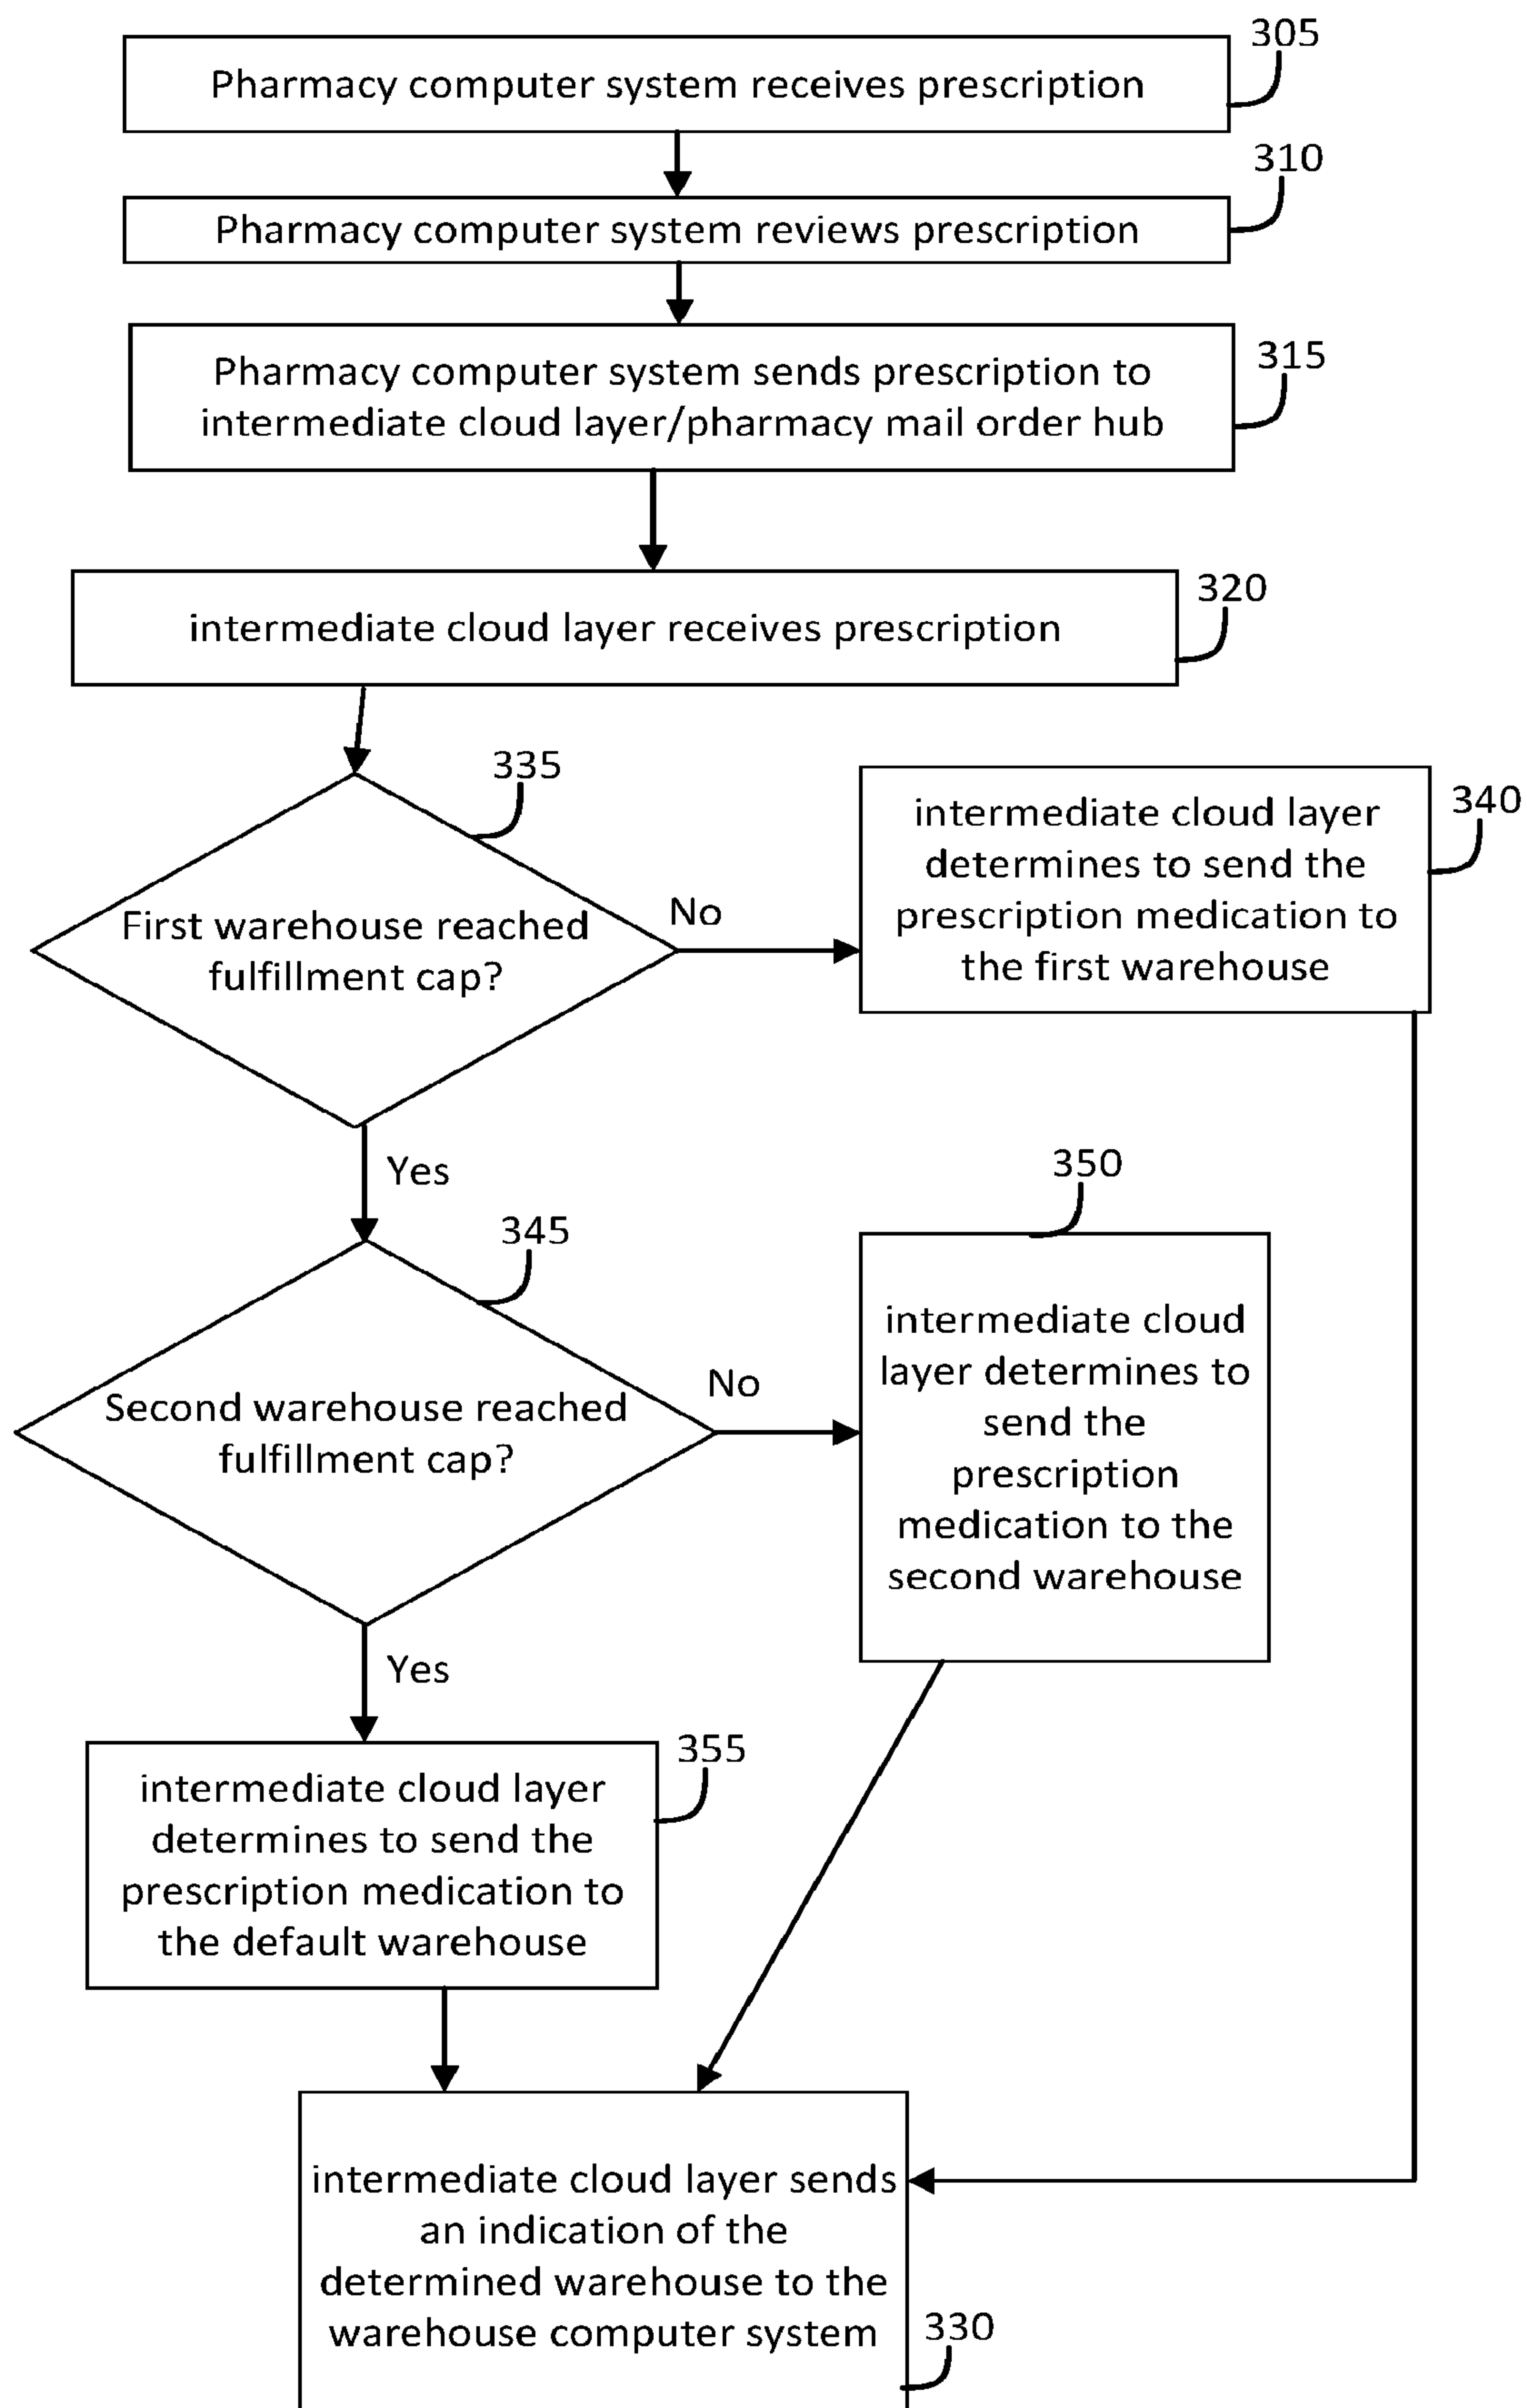 305
Pharmacy computer system receives prescription
310
Pharmacy computer system reviews prescription
315
Pharmacy computer system sends prescription to
intermediate cloud layer/pharmacy mail order hub
320
intermediate cloud layer receives prescription
335
First warehouse reached
fulfillment cap?
No
340
intermediate cloud layer
determines to send the
prescription medication to
the first warehouse
Yes
345
Second warehouse reached
fulfillment cap?
No
350
intermediate cloud
layer determines to
send the
prescription
medication to the
second warehouse
Yes
355
intermediate cloud layer
determines to send the
prescription medication to
the default warehouse
intermediate cloud layer sends
an indication of the
determined warehouse to the
warehouse computer system
330